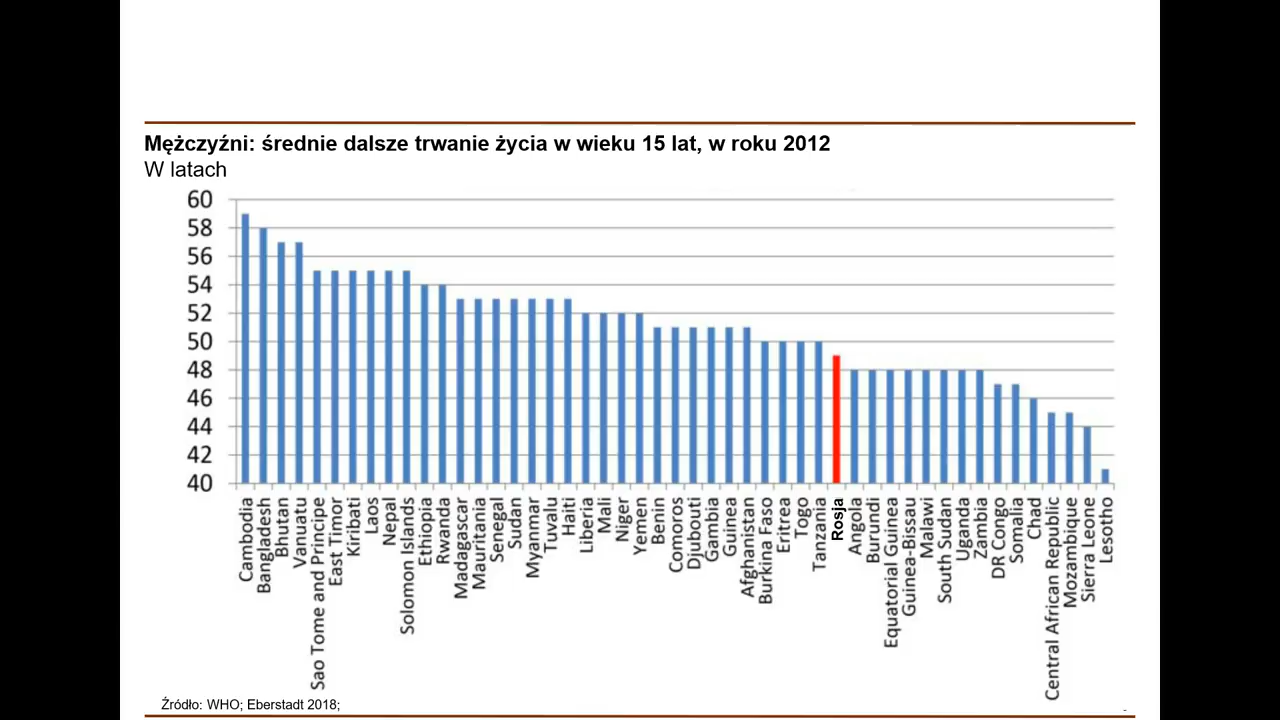 Mężczyźni: średnie dalsze trwanie życia w wieku 15 lat, w roku 2012
W latach
60
58
56
54
52
50
48
46
44
42
40
Cambodia
Bangladesh
Bhutan
Vanuatu
Sao Tome and Principe
East Timor
Kiribati
Laos
Nepal
Solomon Islands
Ethiopia
Rwanda
Madagascar
Mauritania
Senegal
Sudan
Myanmar
Tuvalu
Haiti
Liberia
Mali
Niger
Yemen
Benin
Comoros
Djibouti
Gambia
Guinea
Afghanistan
Burkina Faso
Eritrea
Togo
Tanzania
Rosja
Angola
Burundi
Equatorial Guinea
Guinea-Bissau
Malawi
South Sudan
Uganda
Zambia
DR Congo
Somalia
Chad
Central African Republic
Mozambique
Sierra Leone
Lesotho
Źródło: WHO; Eberstadt 2018;